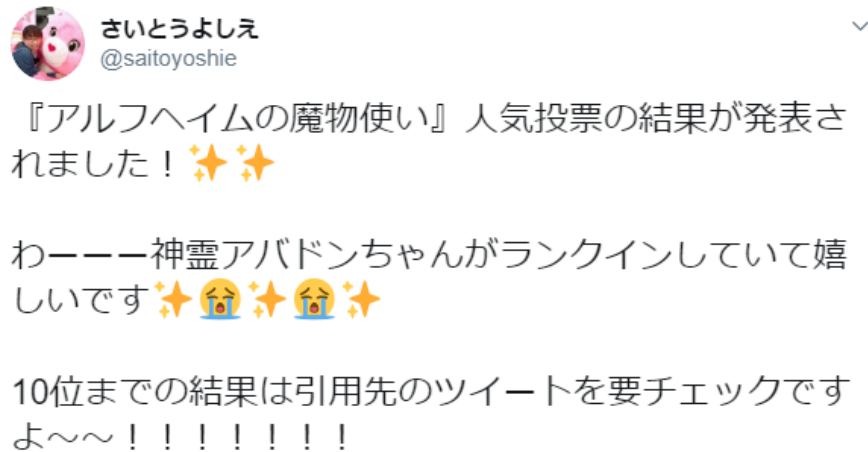 さいとうよしえ
@saitoyoshie
『アルフヘイムの魔物使い』人気投票の結果が発表さ
れました！✨✨
わーーー神霊アバドンちゃんがランクインしていて嬉
しいです✨😭✨😭✨
10位までの結果は引用先のツイートを要チェックです
よ～～！！！！！！！